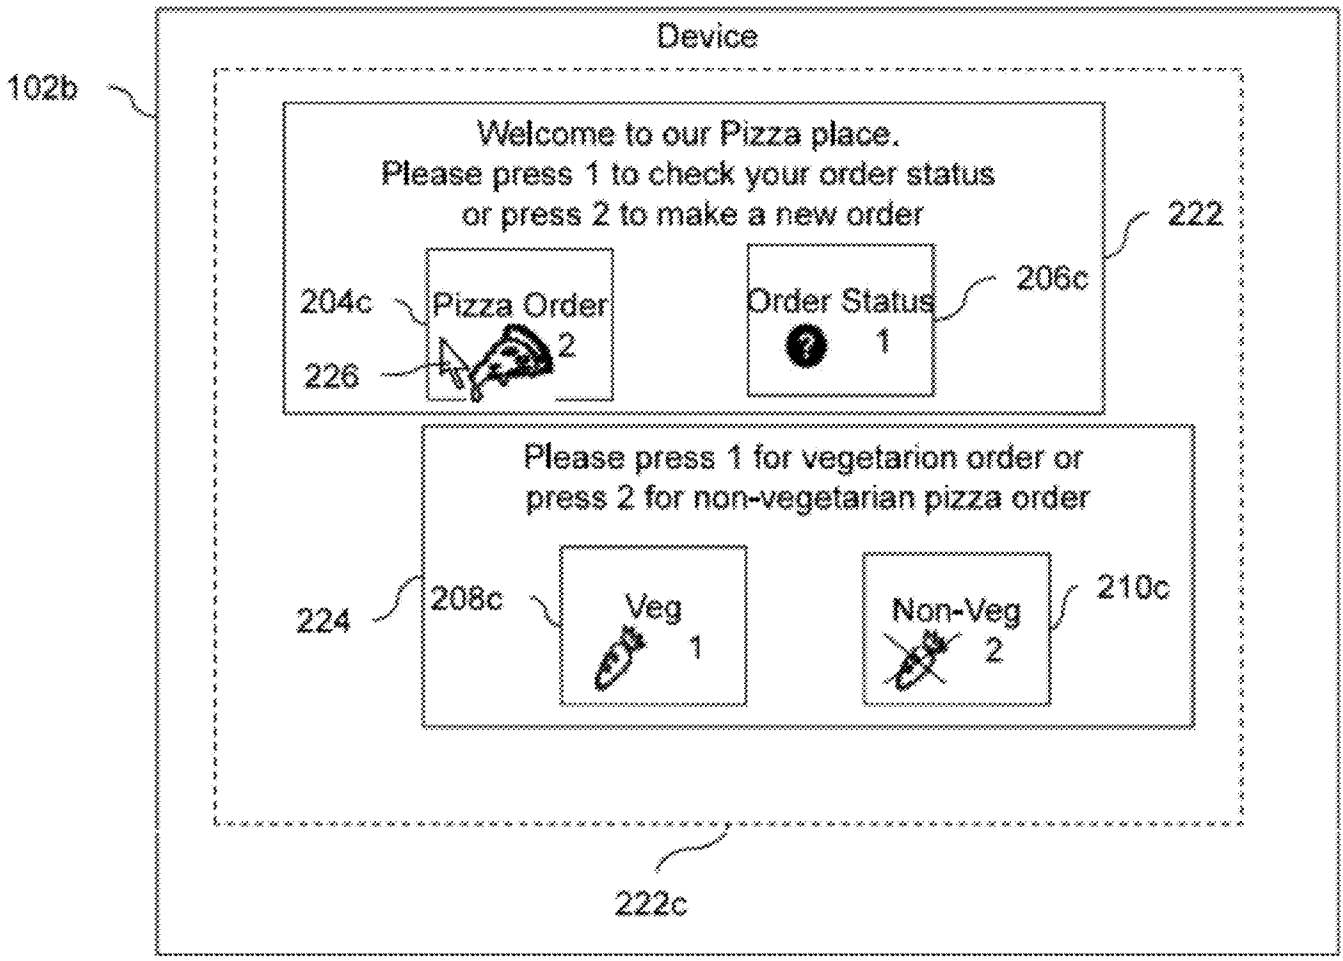 Device
102b
Welcome to our Pizza place.
Please press 1 to check your order status
or press 2 to make a new order
222
204c
Pizza Order
2
226
Order Status
? 1
206c
Please press 1 for vegetarion order or
press 2 for non-vegetarian pizza order
224
208c
Veg
1
Non-Veg
2
210c
222c